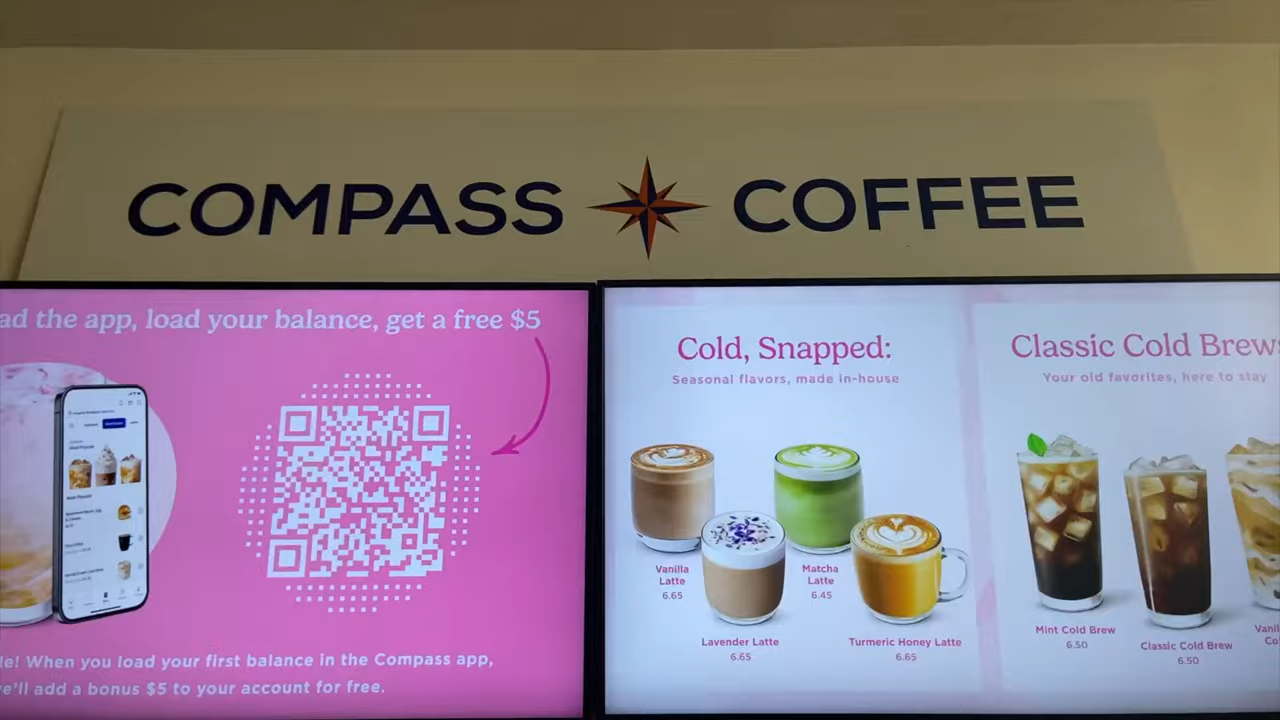 COMPASS COFFEE
ad the app, load your balance, get a free $5
le! When you load your first balance in the Compass app,
e'll add a bonus $5 to your account for free.
Cold, Snapped:
Seasonal flavors, made in-house
Vanilla
Latte
6.65
Matcha
Latte
6.45
Lavender Latte
6.65
Turmeric Honey Latte
6.65
Classic Cold Brews
Your old favorites, here to stay
Mint Cold Brew
6.50
Classic Cold Brew
6.50
Vanil
Co